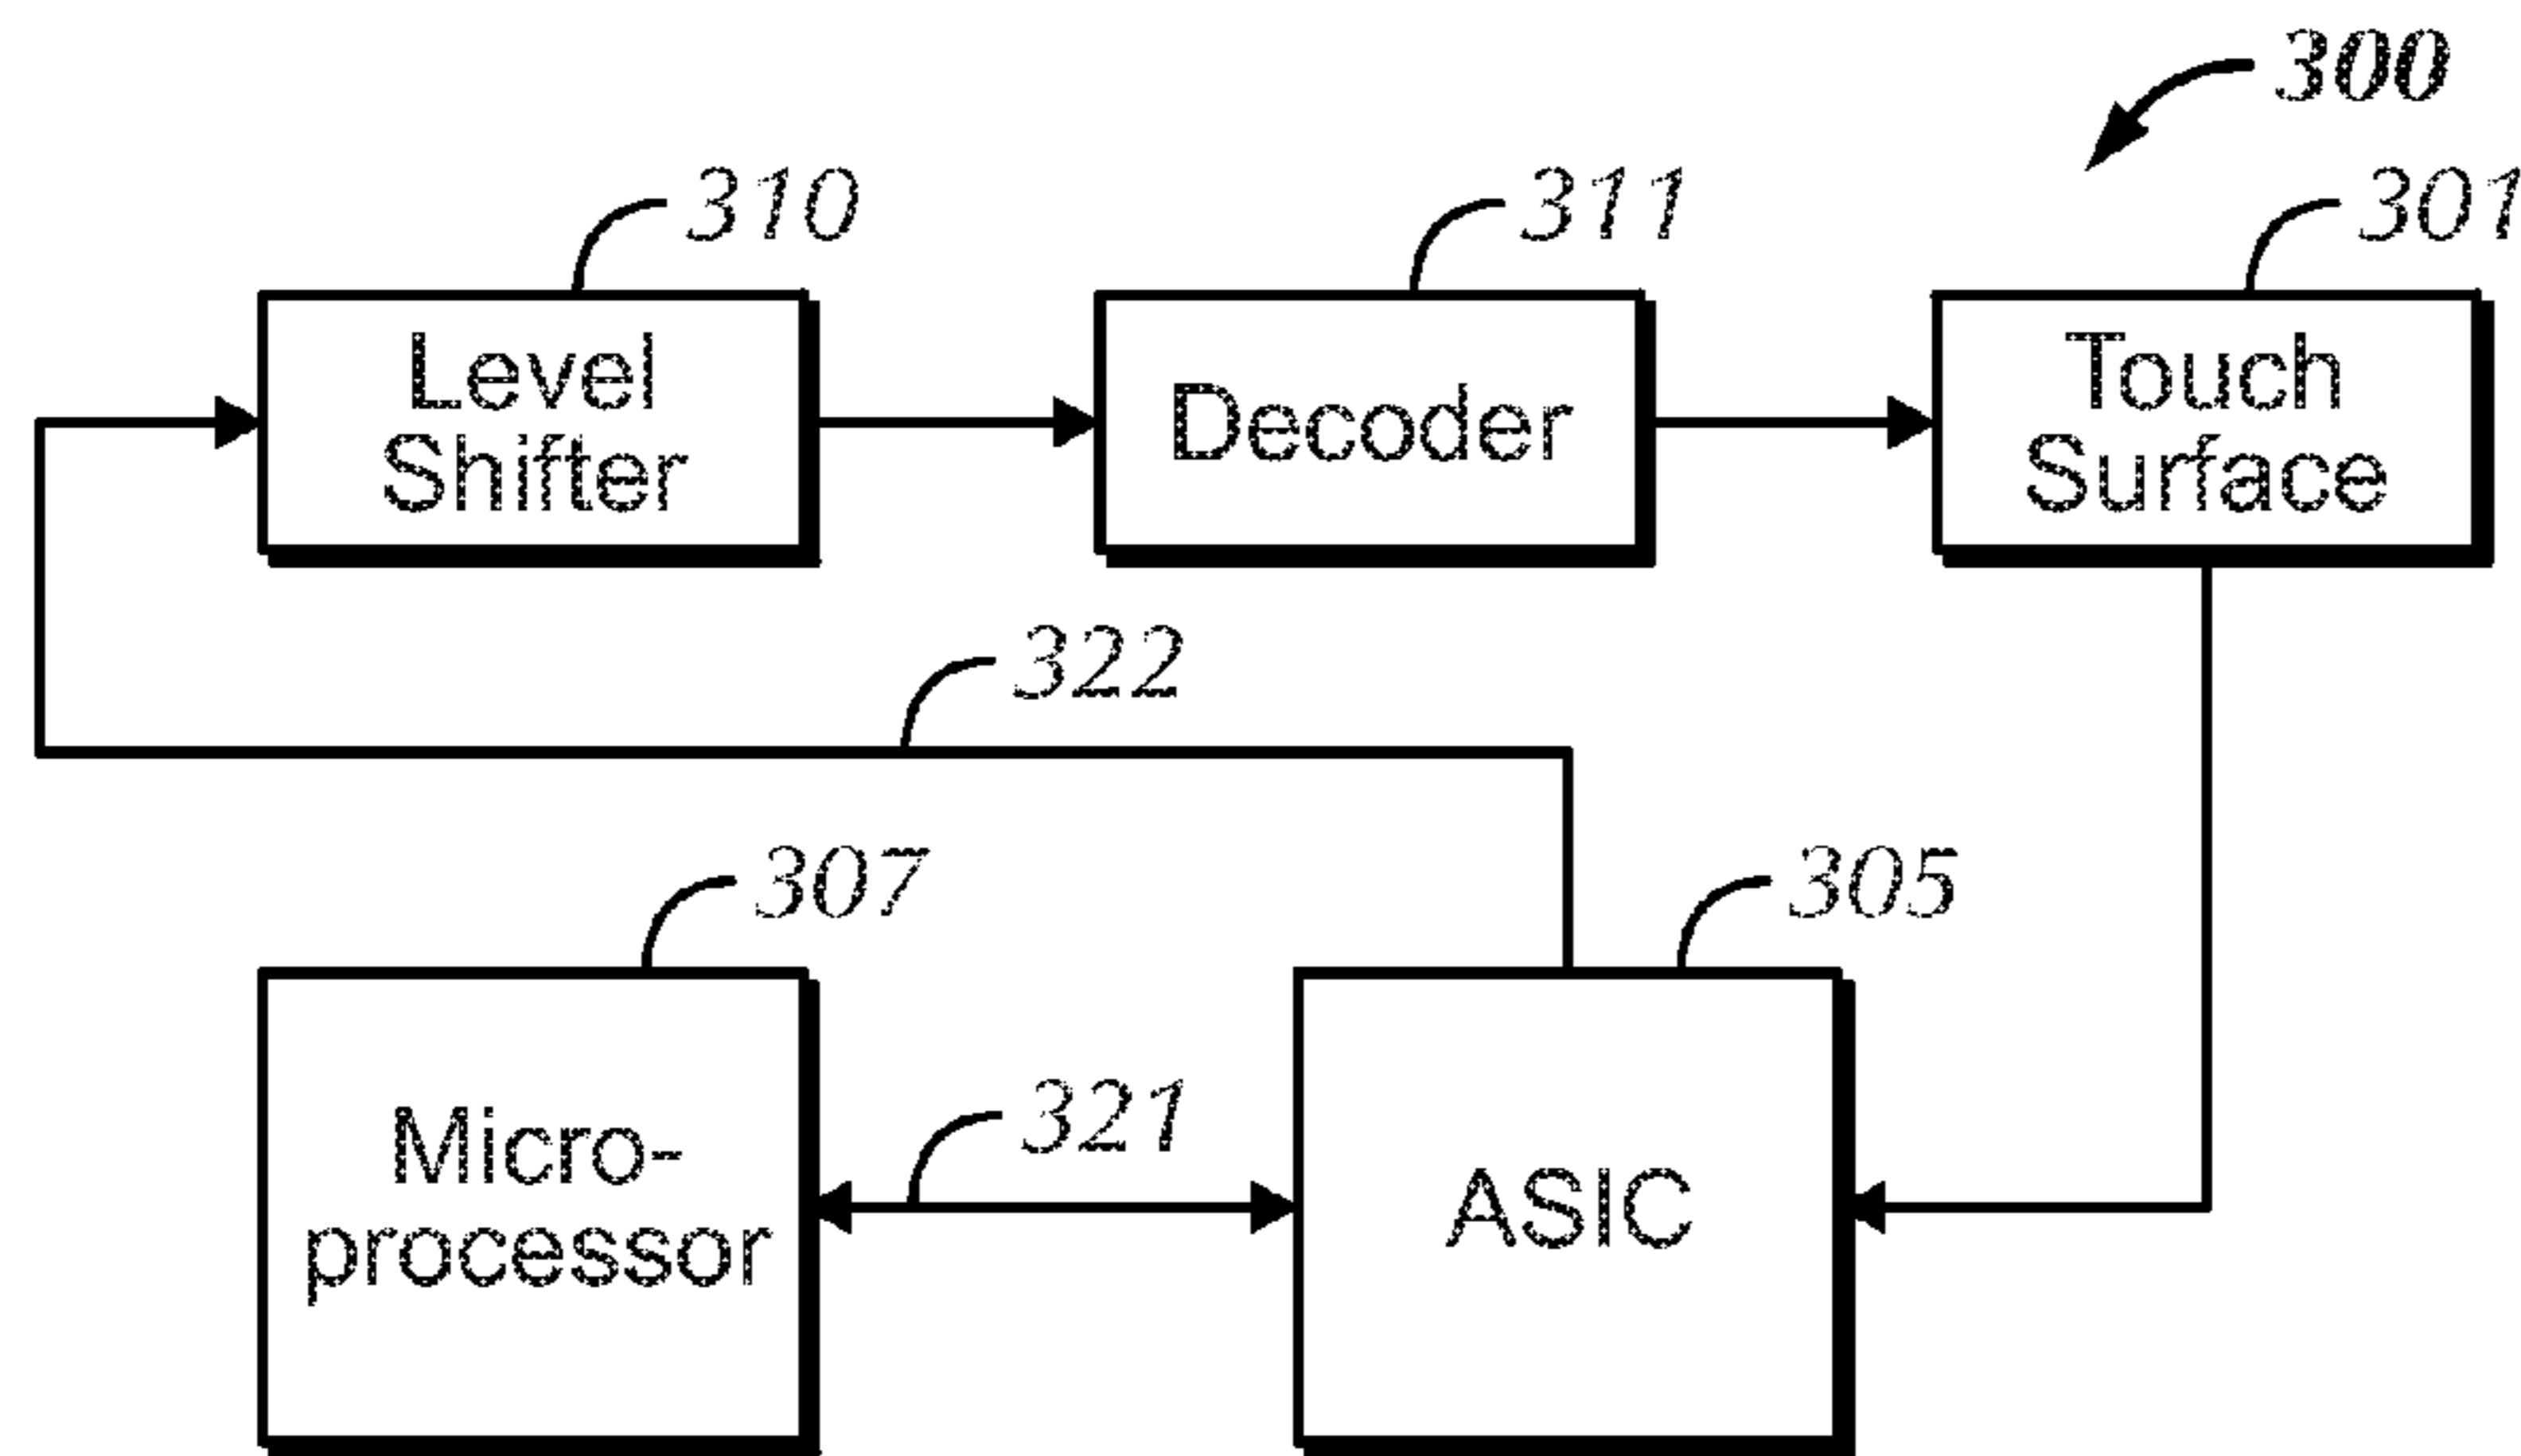 300
310
311
301
Level
Shifter
Decoder
Touch
Surface
322
307
305
Micro-
processor
321
ASIC